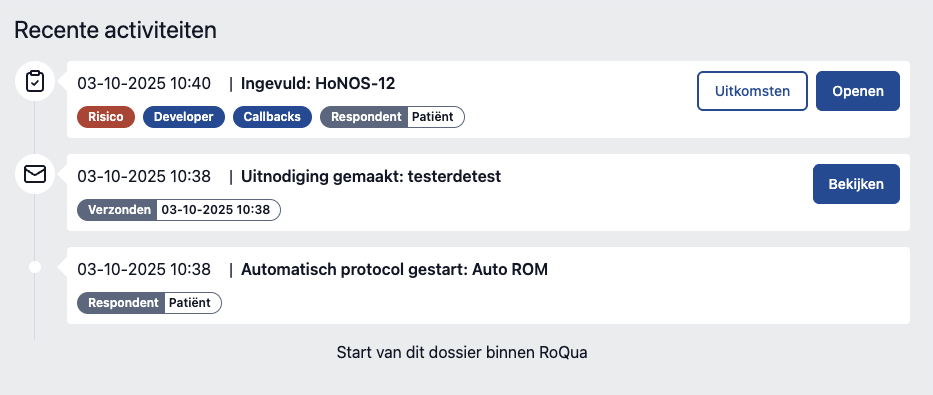 Recente activiteiten
03-10-2025 10:40 | Ingevuld: HoNOS-12
Uitkomsten Openen
Risico Developer Callbacks Respondent Patiënt
03-10-2025 10:38 | Uitnodiging gemaakt: testerdetest
Bekijken
Verzonden 03-10-2025 10:38
03-10-2025 10:38 | Automatisch protocol gestart: Auto ROM
Respondent Patiënt
Start van dit dossier binnen RoQua